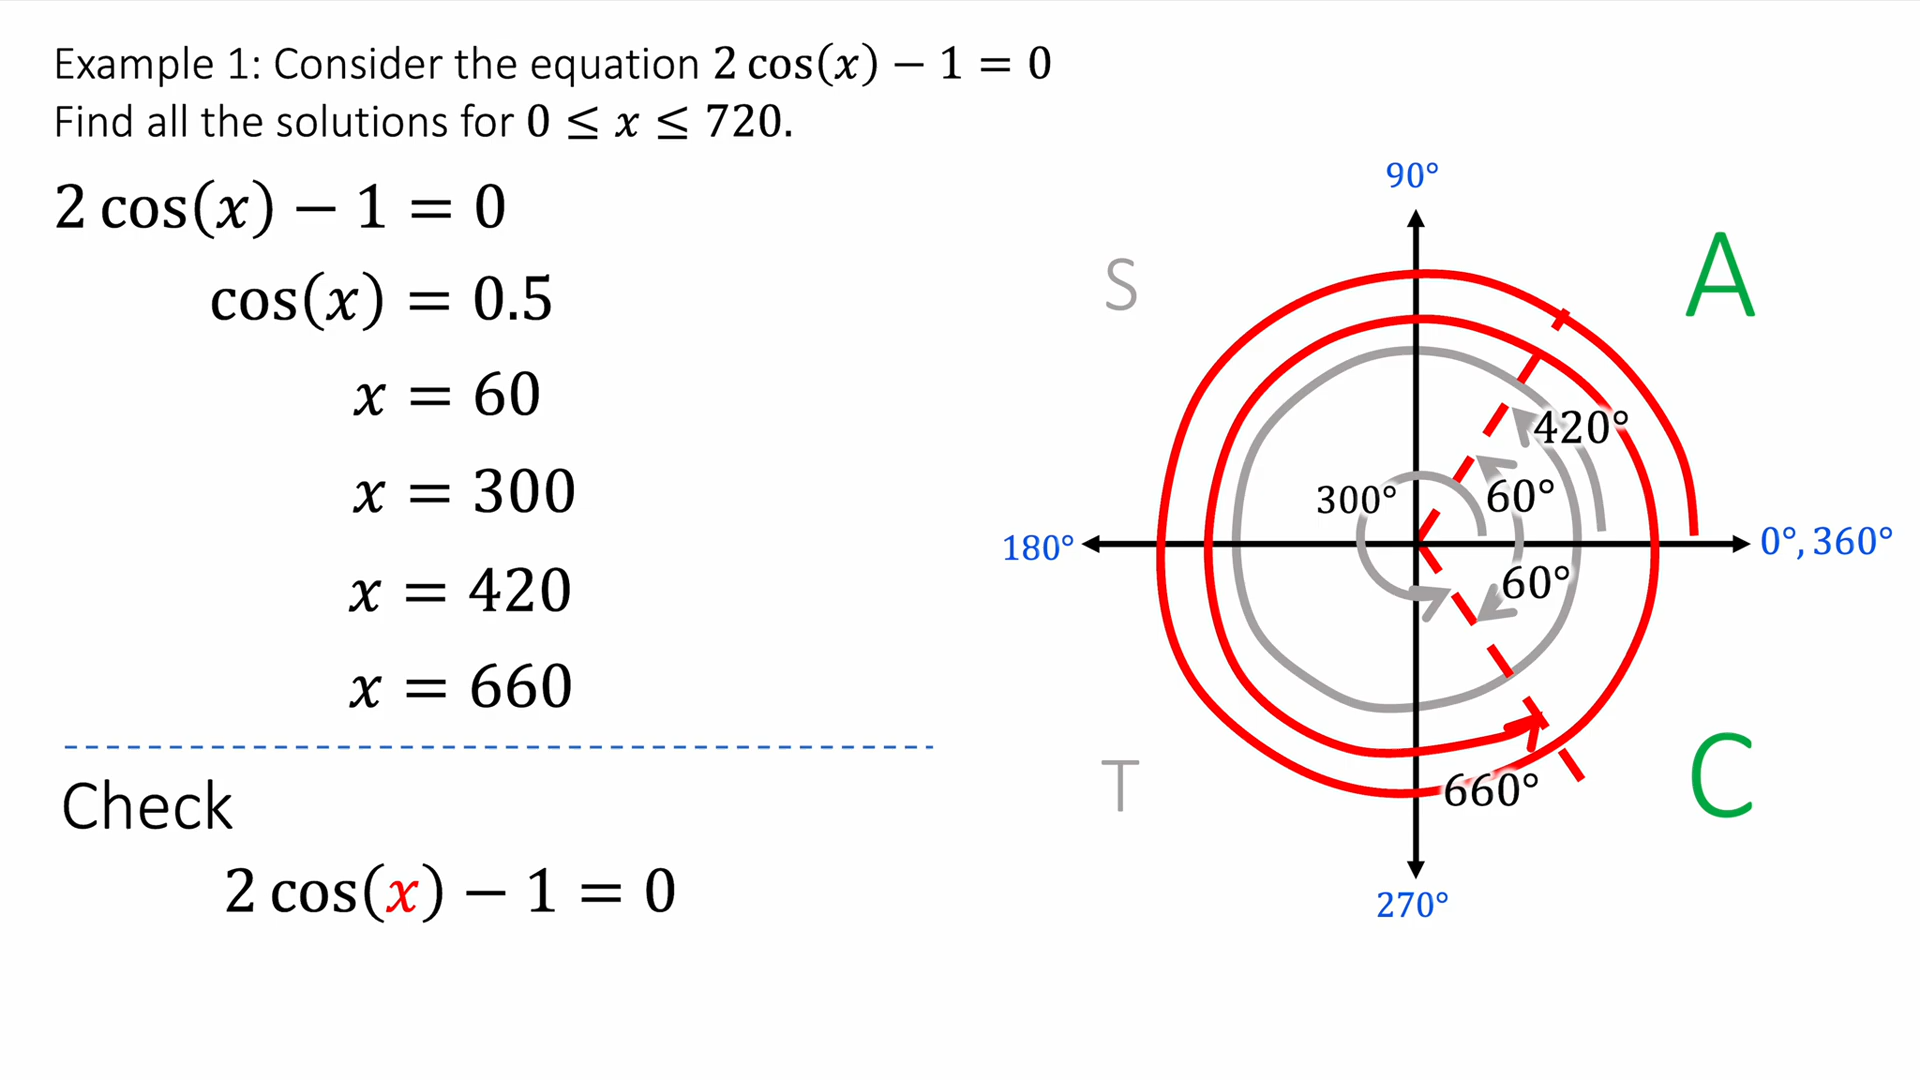 Example 1: Consider the equation 2 cos(x) − 1 = 0
Find all the solutions for 0 ≤ x ≤ 720.
2 cos(x) − 1 = 0
cos(x) = 0.5
x = 60
x = 300
x = 420
x = 660
Check
2 cos(x) − 1 = 0
90°
S
A
420°
300°
60°
180°
0°, 360°
60°
T
660°
C
270°